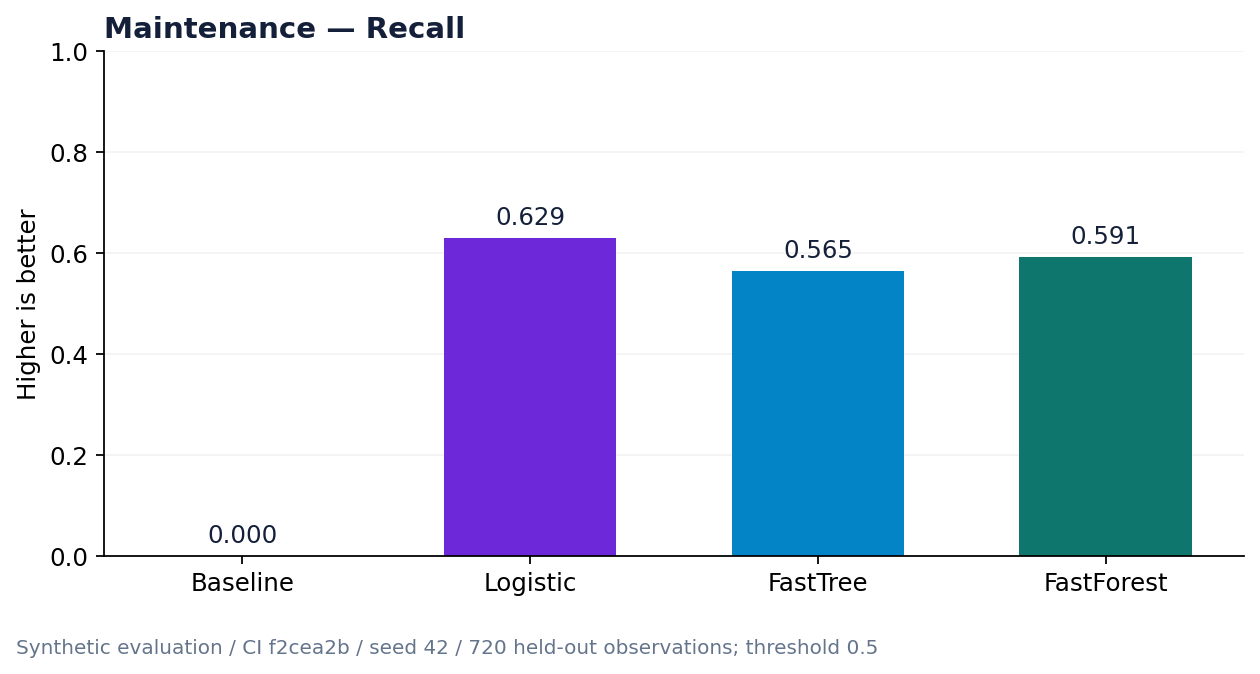 Maintenance — Recall
Higher is better
1.0
0.8
0.6
0.4
0.2
0.0
0.000
0.629
0.565
0.591
Baseline
Logistic
FastTree
FastForest
Synthetic evaluation / CI f2cea2b / seed 42 / 720 held-out observations; threshold 0.5